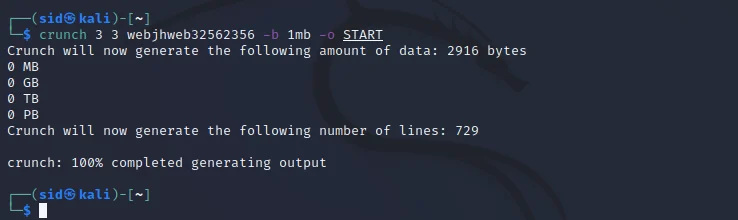 ┌──(sid㉿kali)-[~]
└─$ crunch 3 3 webjhweb32562356 -b 1mb -o START
Crunch will now generate the following amount of data: 2916 bytes
0 MB
0 GB
0 TB
0 PB
Crunch will now generate the following number of lines: 729
crunch: 100% completed generating output
┌──(sid㉿kali)-[~]
└─$